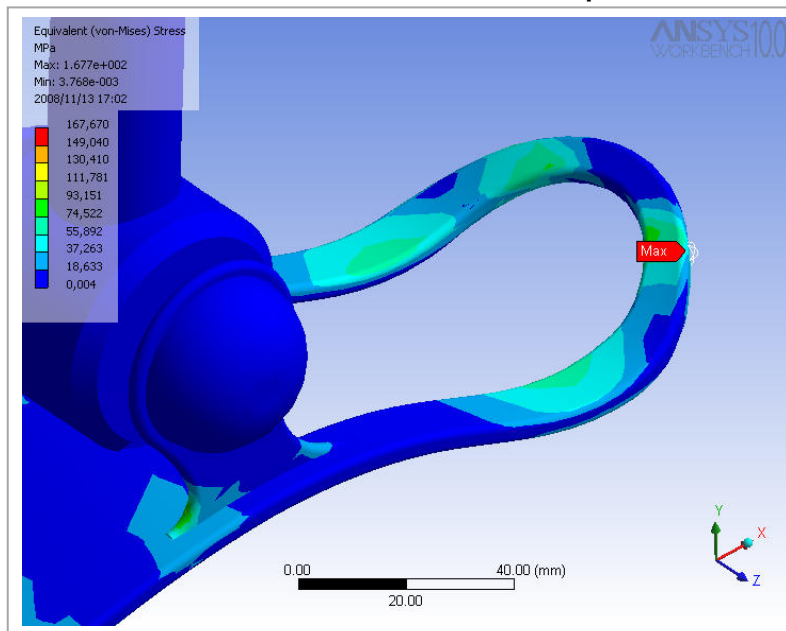 Equivalent (von-Mises) Stress
MPa
Max: 1.677e+002
Min: 3.768e-003
2008/11/13 17:02
167,670
149,040
130,410
111,781
93,151
74,522
55,892
37,263
18,633
0,004
ANSYS
WORKBENCH 10.0
Max
0.00
40.00 (mm)
20.00
Y
X
Z